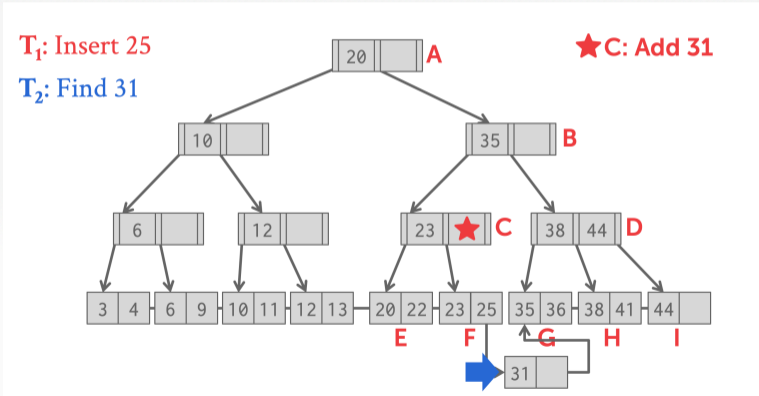 T₁: Insert 25
★C: Add 31
T₂: Find 31
20 A
10
35 B
6
12
23 ★ C
38 44 D
3 4
6 9
10 11
12 13
20 22
23 25
35 36
38 41
44
E
F
G
H
I
31